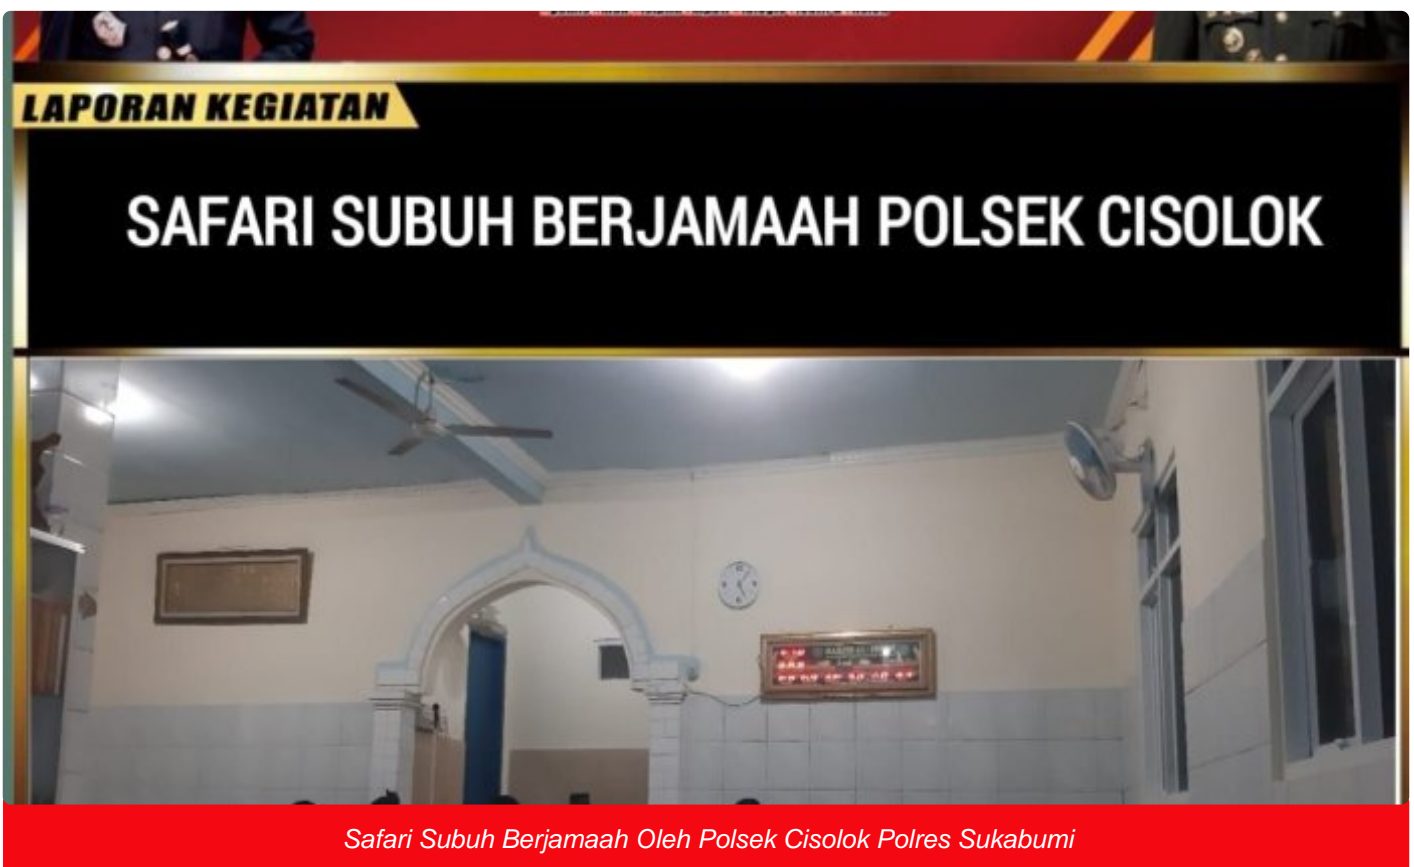 LAPORAN KEGIATAN
SAFARI SUBUH BERJAMAAH POLSEK CISOLOK
Safari Subuh Berjamaah Oleh Polsek Cisolok Polres Sukabumi